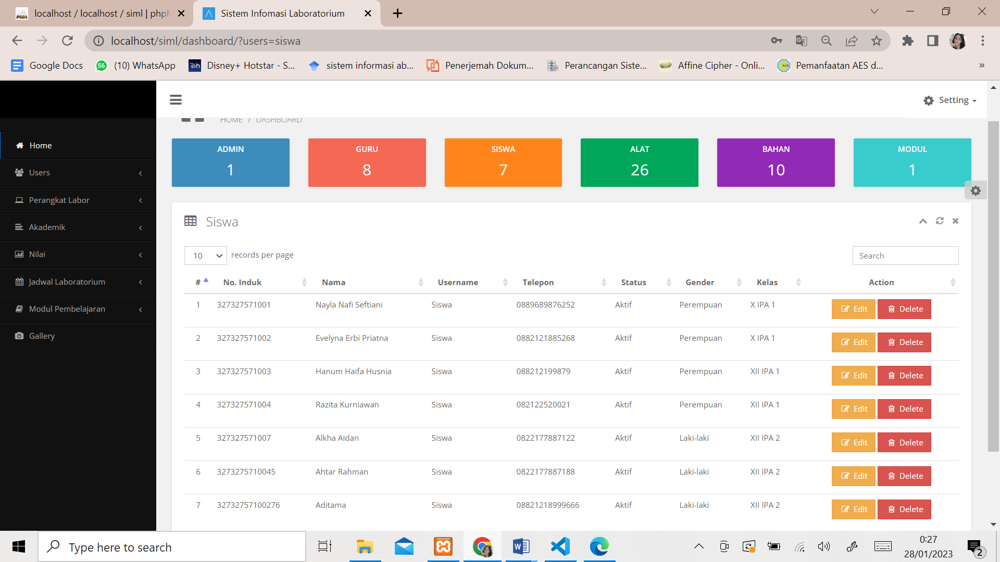 localhost / localhost / siml | phpM
Sistem Infomasi Laboratorium
localhost/siml/dashboard/?users=siswa
Google Docs
(10) WhatsApp
Disney+ Hotstar - S...
sistem informasi ab...
Penerjemah Dokum...
Perancangan Siste...
Affine Cipher - Onli...
Pemanfaatan AES d...
»
Setting
HOME / DASHBOARD
Home
Users
Perangkat Labor
Akademik
Nilai
Jadwal Laboratorium
Modul Pembelajaran
Gallery
ADMIN
1
GURU
8
SISWA
7
ALAT
26
BAHAN
10
MODUL
1
Siswa
10 records per page
Search
# No. Induk Nama Username Telepon Status Gender Kelas Action
1 327327571001 Nayla Nafi Seftiani Siswa 0889689876252 Aktif Perempuan X IPA 1 Edit Delete
2 327327571002 Evelyna Erbi Priatna Siswa 0882121885268 Aktif Perempuan X IPA 1 Edit Delete
3 327327571003 Hanum Haifa Husnia Siswa 088212199879 Aktif Perempuan XII IPA 1 Edit Delete
4 327327571004 Razita Kurniawan Siswa 082122520021 Aktif Perempuan XII IPA 1 Edit Delete
5 327327571007 Alkha Aidan Siswa 0822177887122 Aktif Laki-laki XII IPA 2 Edit Delete
6 3273275710045 Ahtar Rahman Siswa 0822177887188 Aktif Laki-laki XII IPA 2 Edit Delete
7 32732757100276 Aditama Siswa 08821218999666 Aktif Laki-laki XII IPA 2 Edit Delete
Type here to search
0:27
28/01/2023
2